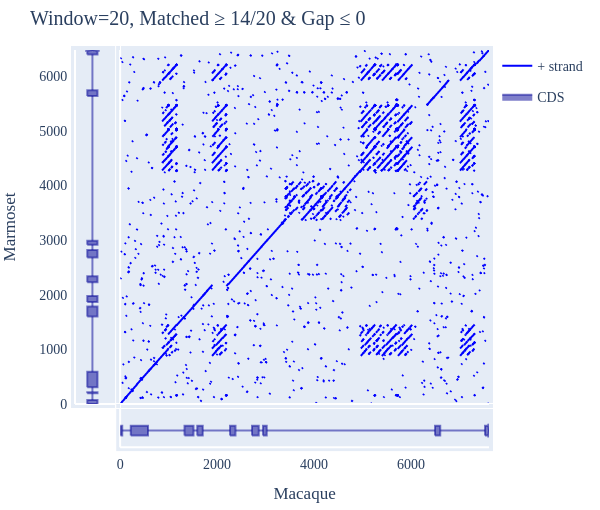 Window=20, Matched ≥ 14/20 & Gap ≤ 0
+ strand
CDS
Marmoset
6000
5000
4000
3000
2000
1000
0
0 2000 4000 6000
Macaque